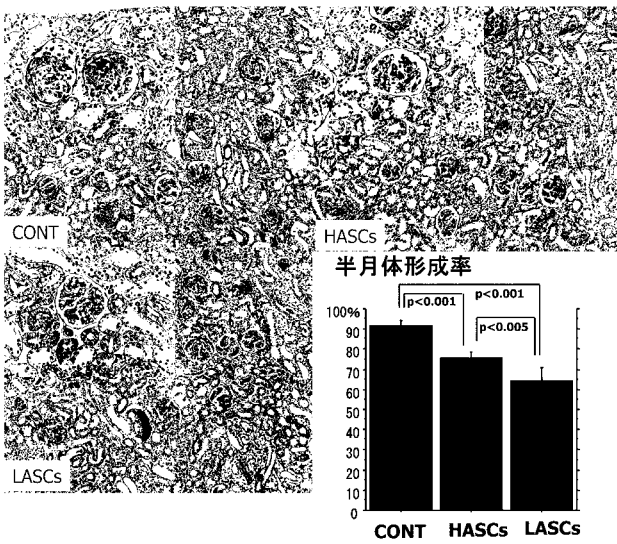 CONT
HASCs
LASCs
半月体形成率
p<0.001
p<0.001
p<0.005
100%
90
80
70
60
50
40
30
20
10
0
CONT HASCs LASCs